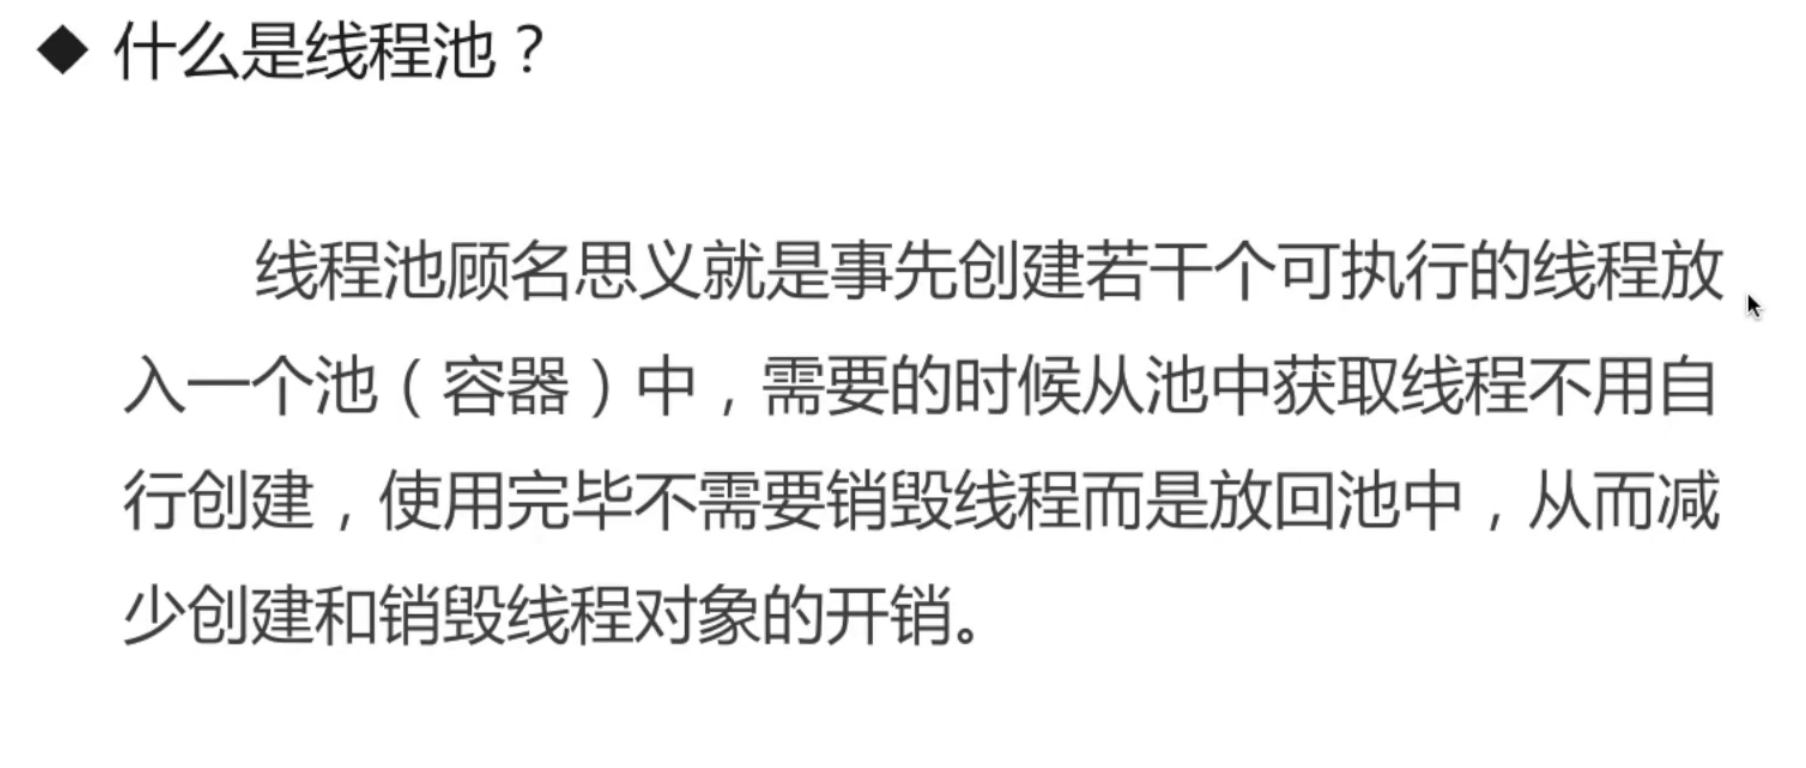 ◆ 什么是线程池？
线程池顾名思义就是事先创建若干个可执行的线程放
入一个池（容器）中，需要的时候从池中获取线程不用自
行创建，使用完毕不需要销毁线程而是放回池中，从而减
少创建和销毁线程对象的开销。